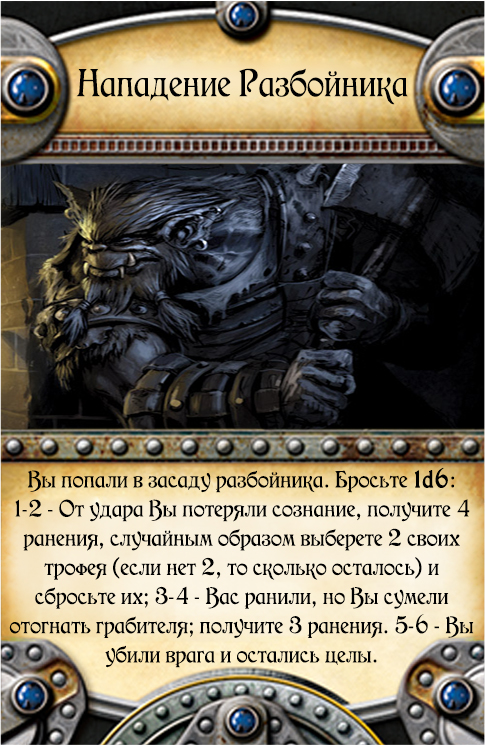 Нападение Разбойника
Вы попали в засаду разбойника. Бросьте 1d6:
1-2 - От удара Вы потеряли сознание, получите 4
ранения, случайным образом выберете 2 своих
трофея (если нет 2, то сколько осталось) и
сбросьте их; 3-4 - Вас ранили, но Вы сумели
отогнать грабителя; получите 3 ранения. 5-6 - Вы
убили врага и остались целы.